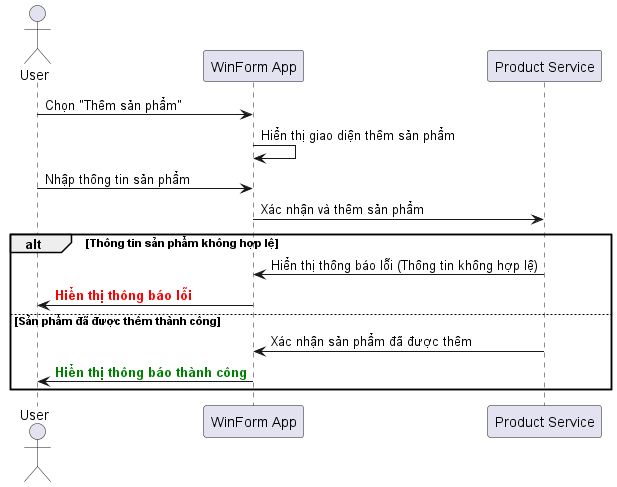 User
WinForm App
Product Service
Chọn "Thêm sản phẩm"
Hiển thị giao diện thêm sản phẩm
Nhập thông tin sản phẩm
Xác nhận và thêm sản phẩm
alt [Thông tin sản phẩm không hợp lệ]
Hiển thị thông báo lỗi (Thông tin không hợp lệ)
Hiển thị thông báo lỗi
[Sản phẩm đã được thêm thành công]
Xác nhận sản phẩm đã được thêm
Hiển thị thông báo thành công
User
WinForm App
Product Service